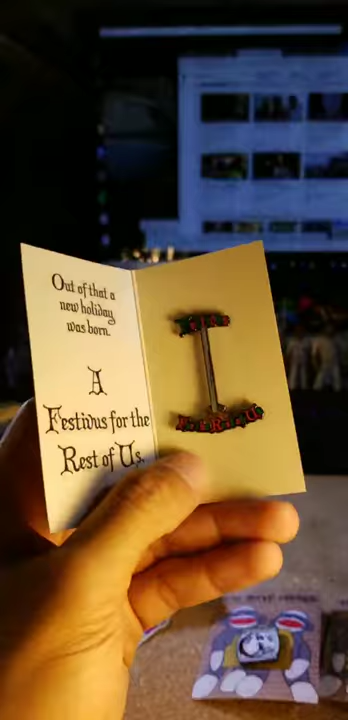 Out of that a
new holiday
was born.
A
Festivus for the
Rest of Us.